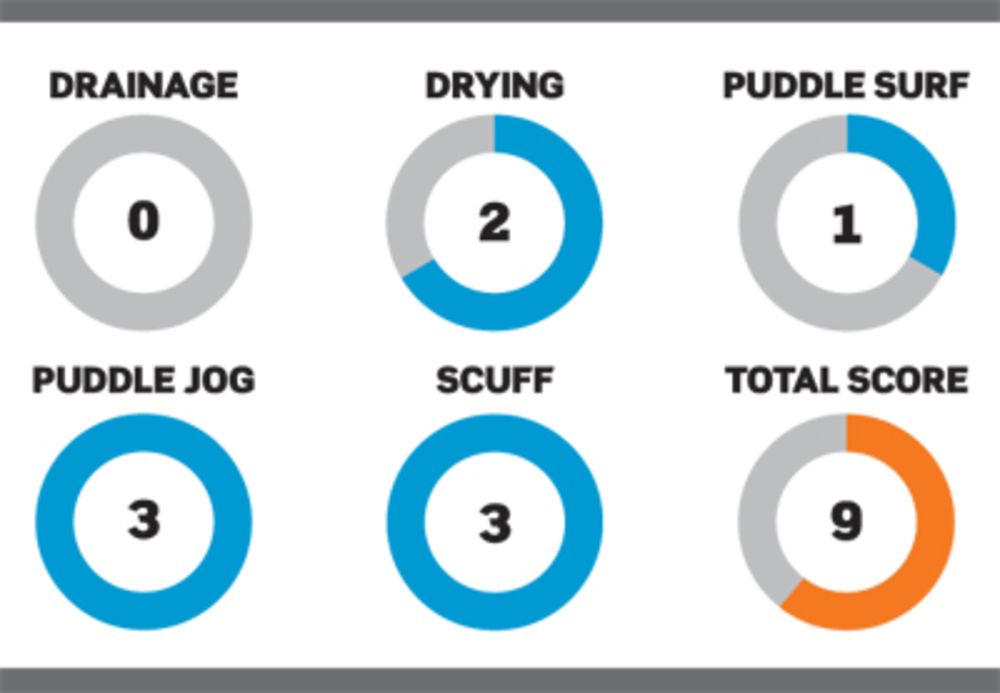 DRAINAGE
DRYING
PUDDLE SURF
0
2
1
PUDDLE JOG
SCUFF
TOTAL SCORE
3
3
9